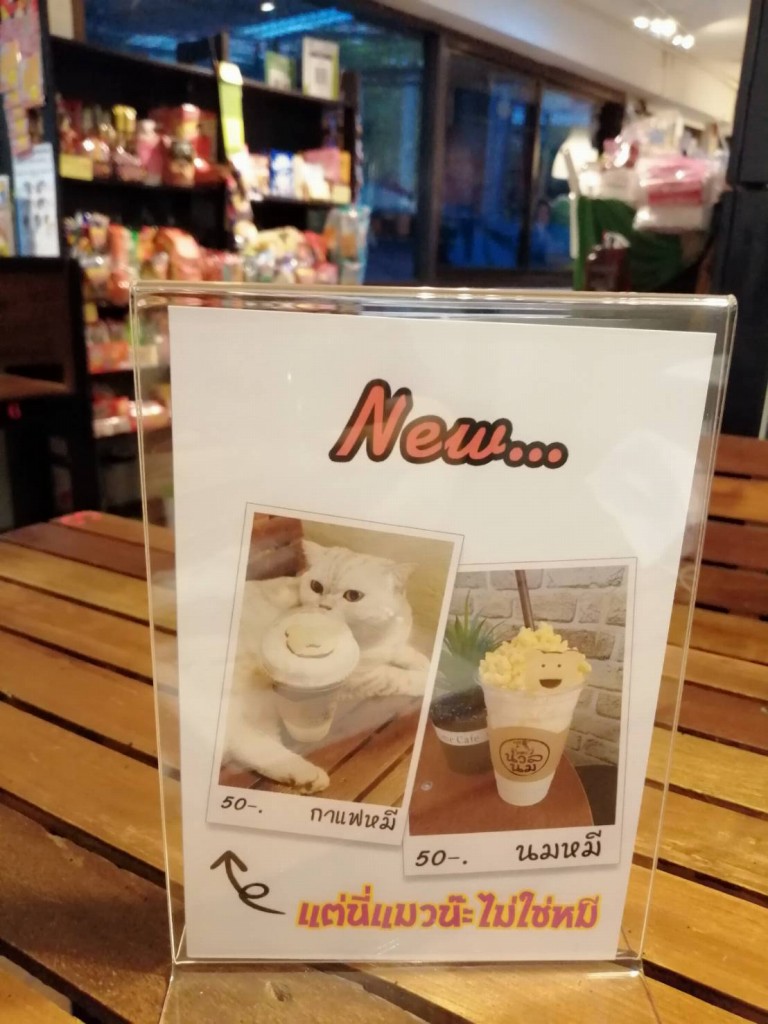 New...
50-.
กาแฟหมี
50-.
นมหมี
แต่นี่แมวน๊ะ ไม่ใช่หมี